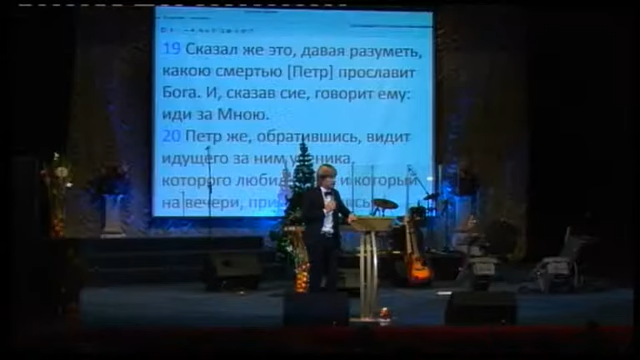 19 Сказал же это, давая разуметь,
какою смертью [Петр] прославит
Бога. И, сказав сие, говорит ему:
иди за Мною.
20 Петр же, обратившись, видит
идущего за ним ученика,
которого и который
на вечери,